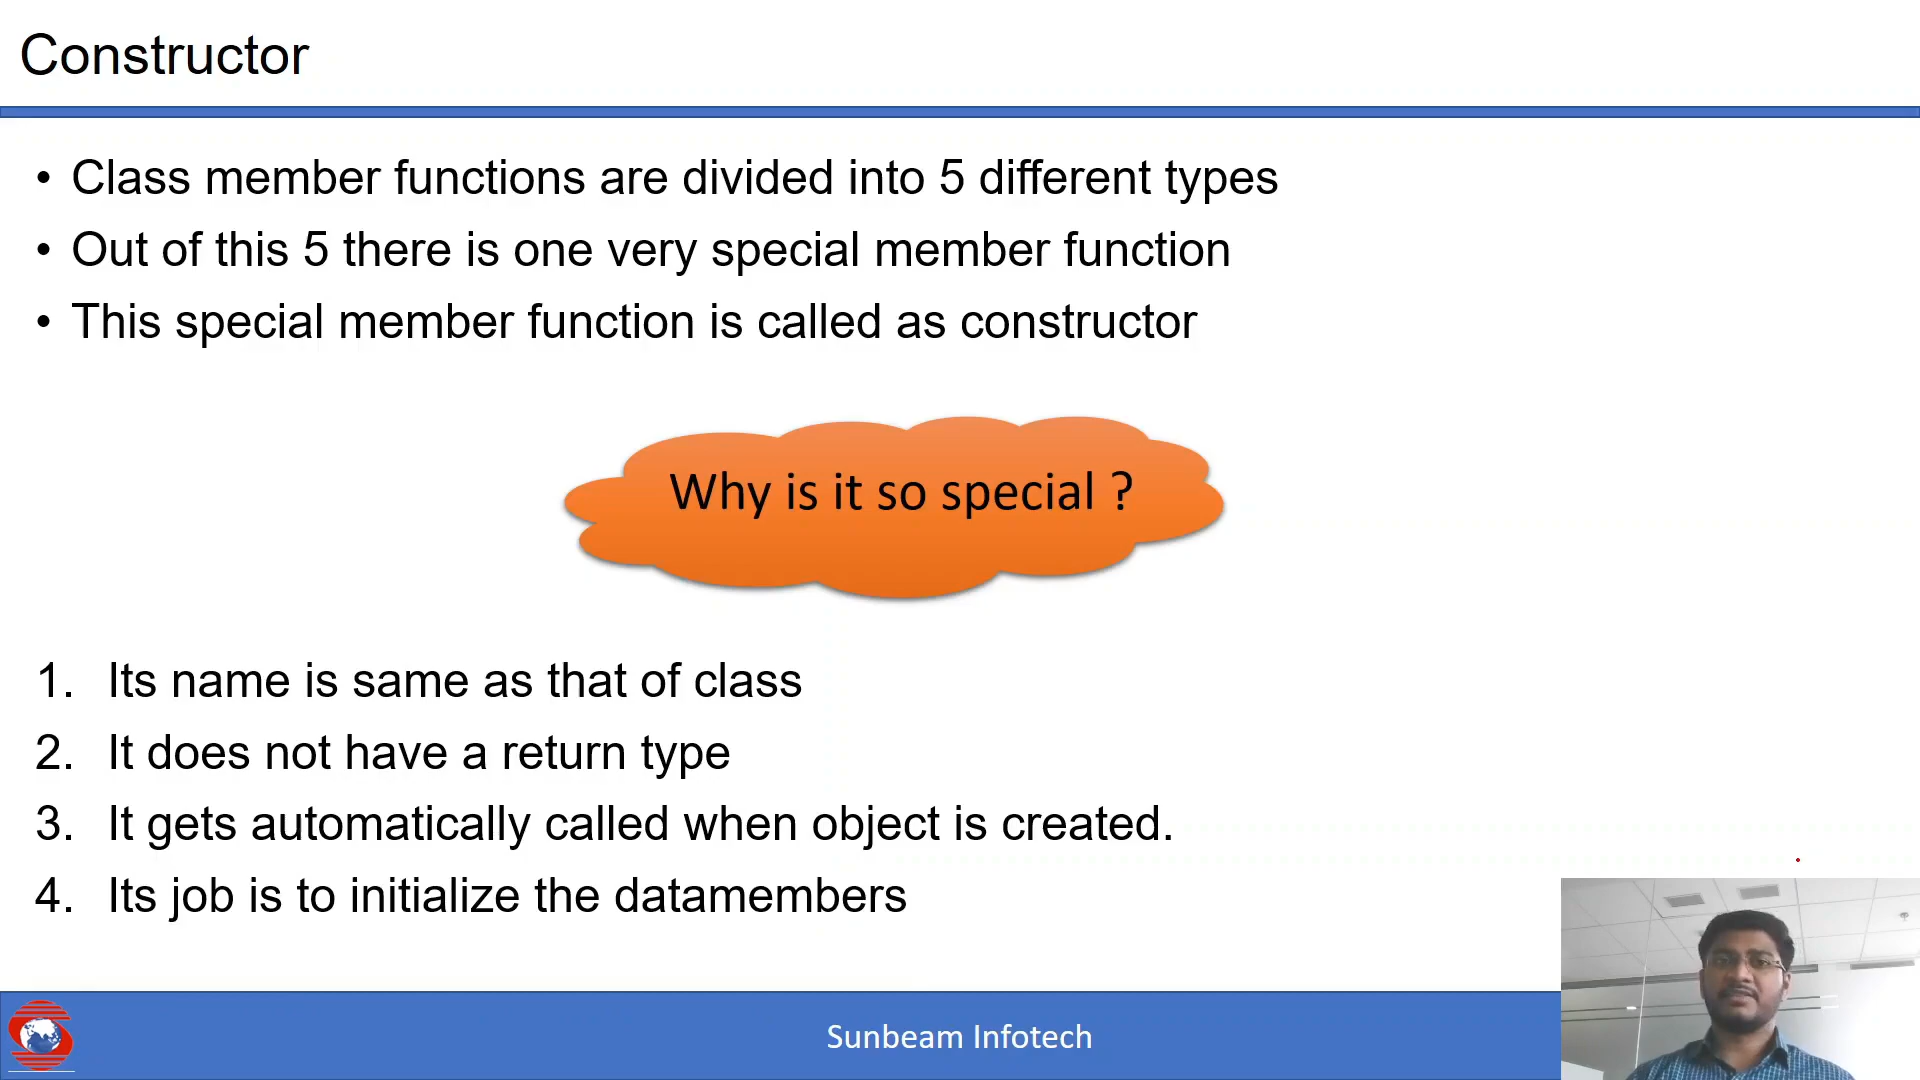 Constructor
• Class member functions are divided into 5 different types
• Out of this 5 there is one very special member function
• This special member function is called as constructor
Why is it so special ?
1. Its name is same as that of class
2. It does not have a return type
3. It gets automatically called when object is created.
4. Its job is to initialize the datamembers
Sunbeam Infotech